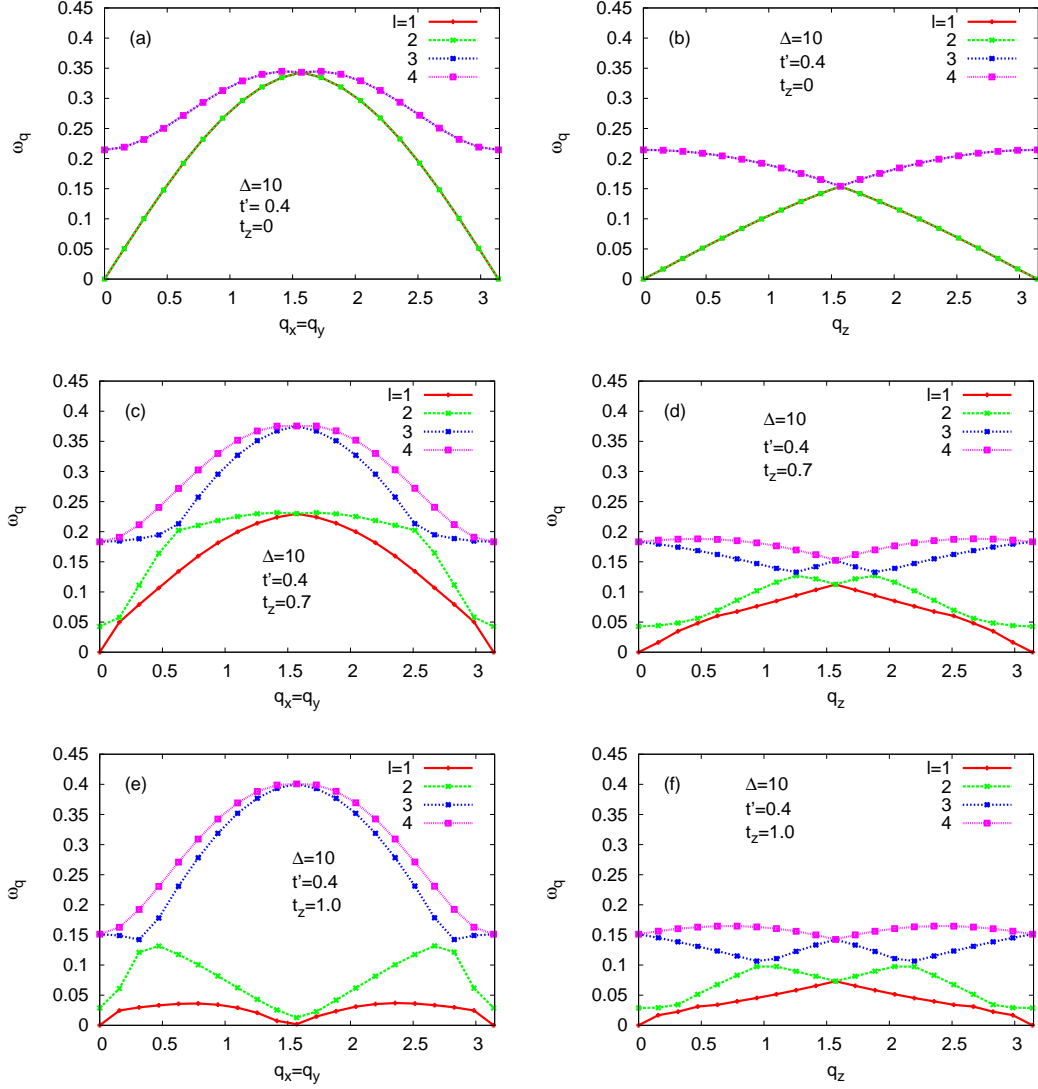 (a)
l=1
2
3
4
Δ=10
t'= 0.4
t_z=0
ω_q
0.45
0.4
0.35
0.3
0.25
0.2
0.15
0.1
0.05
0
0 0.5 1 1.5 2 2.5 3
q_x=q_y
(b)
l=1
2
3
4
Δ=10
t'=0.4
t_z=0
ω_q
0.45
0.4
0.35
0.3
0.25
0.2
0.15
0.1
0.05
0
0 0.5 1 1.5 2 2.5 3
q_z
(c)
l=1
2
3
4
Δ=10
t'=0.4
t_z=0.7
ω_q
0.45
0.4
0.35
0.3
0.25
0.2
0.15
0.1
0.05
0
0 0.5 1 1.5 2 2.5 3
q_x=q_y
(d)
l=1
2
3
4
Δ=10
t'=0.4
t_z=0.7
ω_q
0.45
0.4
0.35
0.3
0.25
0.2
0.15
0.1
0.05
0
0 0.5 1 1.5 2 2.5 3
q_z
(e)
l=1
2
3
4
Δ=10
t'=0.4
t_z=1.0
ω_q
0.45
0.4
0.35
0.3
0.25
0.2
0.15
0.1
0.05
0
0 0.5 1 1.5 2 2.5 3
q_x=q_y
(f)
l=1
2
3
4
Δ=10
t'=0.4
t_z=1.0
ω_q
0.45
0.4
0.35
0.3
0.25
0.2
0.15
0.1
0.05
0
0 0.5 1 1.5 2 2.5 3
q_z